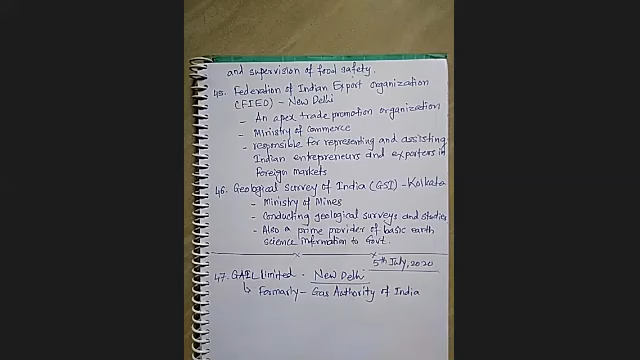 and supervision of food safety.
45. Federation of Indian Export Organization
(FIEO) - New Delhi
- An apex trade promotion organization
- Ministry of Commerce
- responsible for representing and assisting
Indian entrepreneurs and exporters in
Foreign markets
46. Geological Survey of India (GSI) - Kolkata
- Ministry of Mines
- Conducting geological surveys and studies
- Also a prime provider of basic earth
science information to Govt.
5th July, 2020
47. GAIL Limited. New Delhi
↳ Formarly - Gas Authority of India